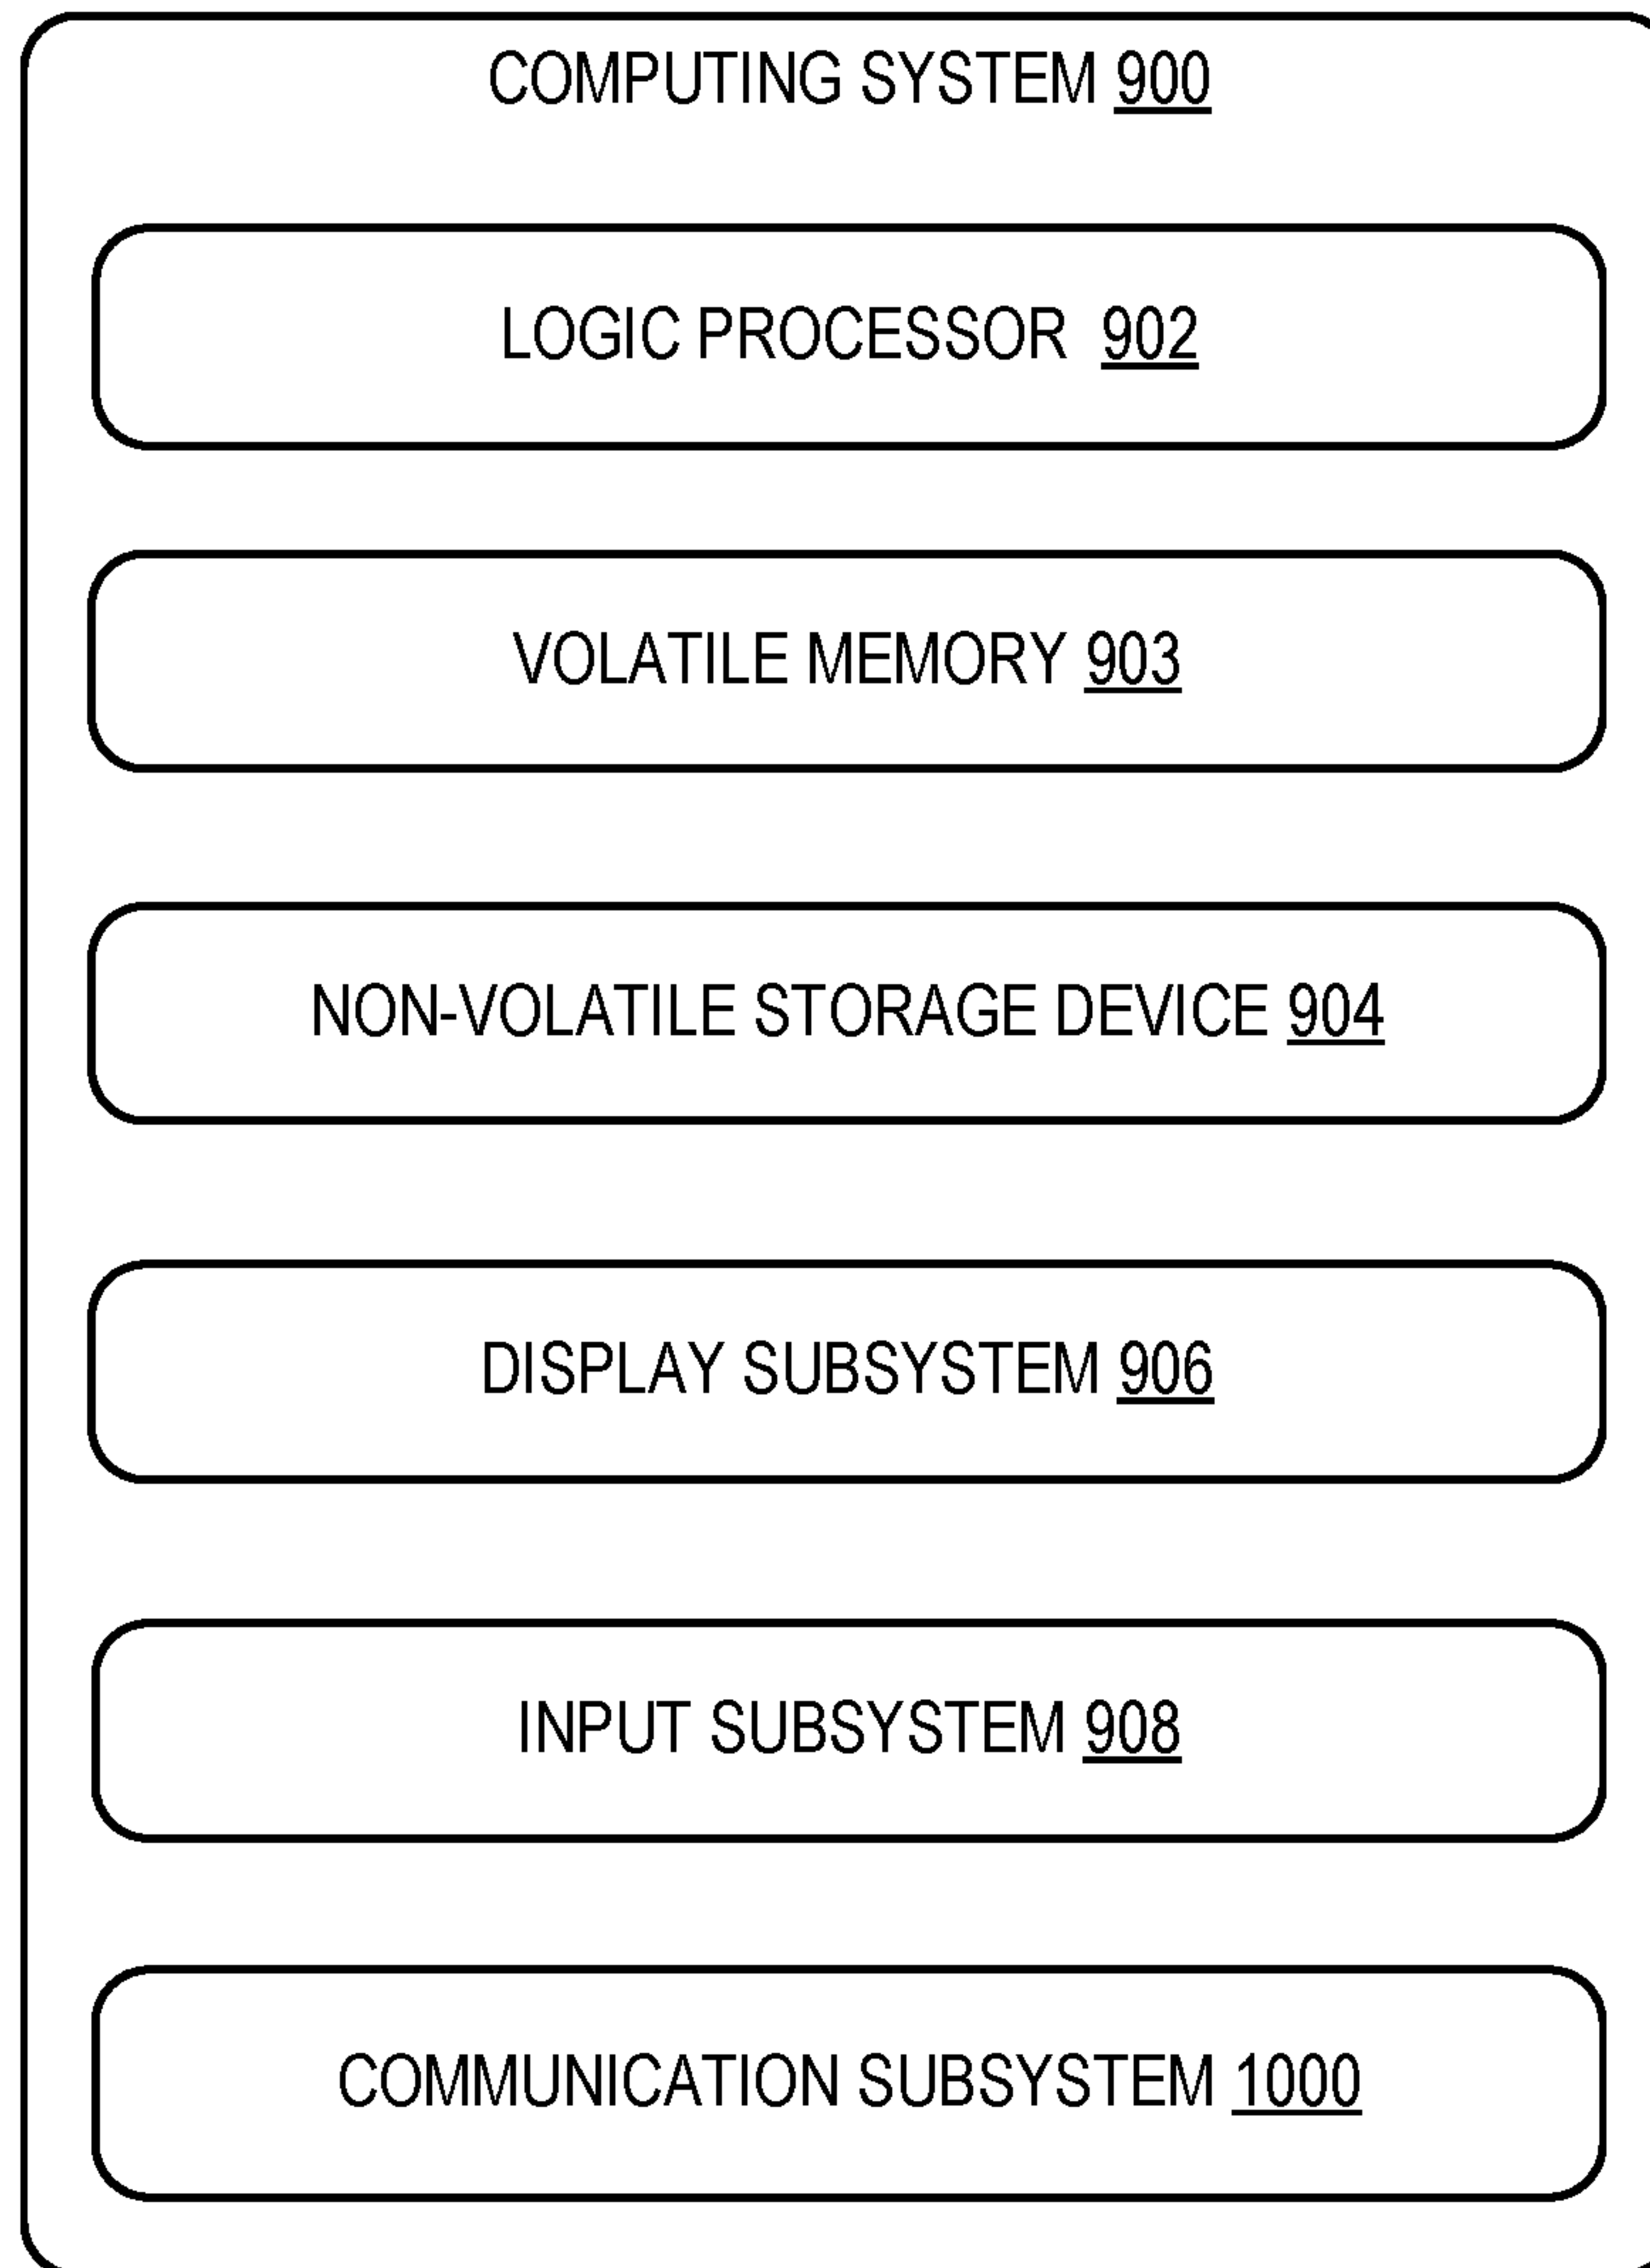 COMPUTING SYSTEM 900
LOGIC PROCESSOR 902
VOLATILE MEMORY 903
NON-VOLATILE STORAGE DEVICE 904
DISPLAY SUBSYSTEM 906
INPUT SUBSYSTEM 908
COMMUNICATION SUBSYSTEM 1000